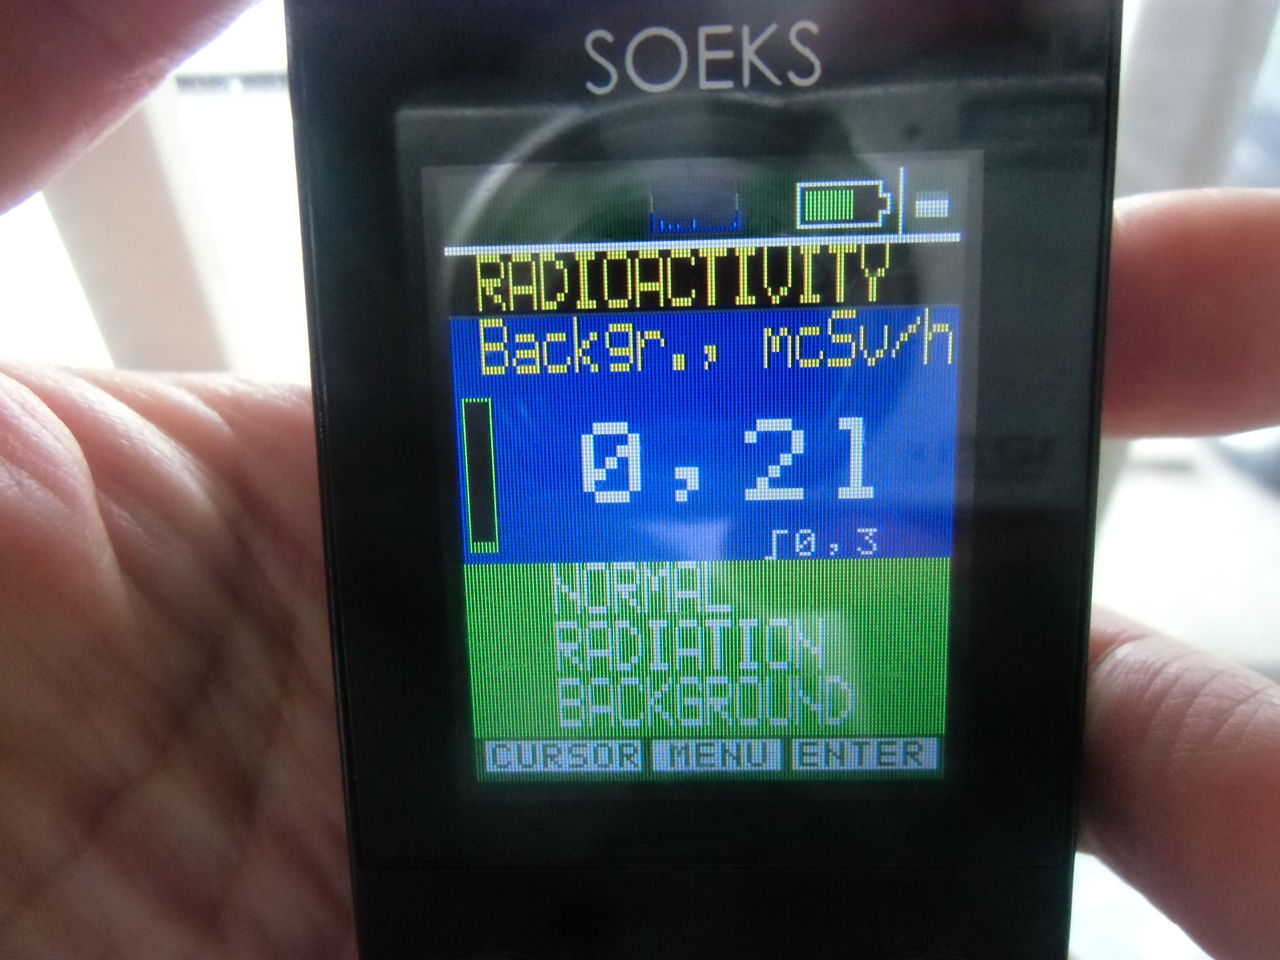 SOEKS
RADIOACTIVITY
Backgr., mcSv/h
0,21
⎧0,3
NORMAL
RADIATION
BACKGROUND
CURSOR MENU ENTER